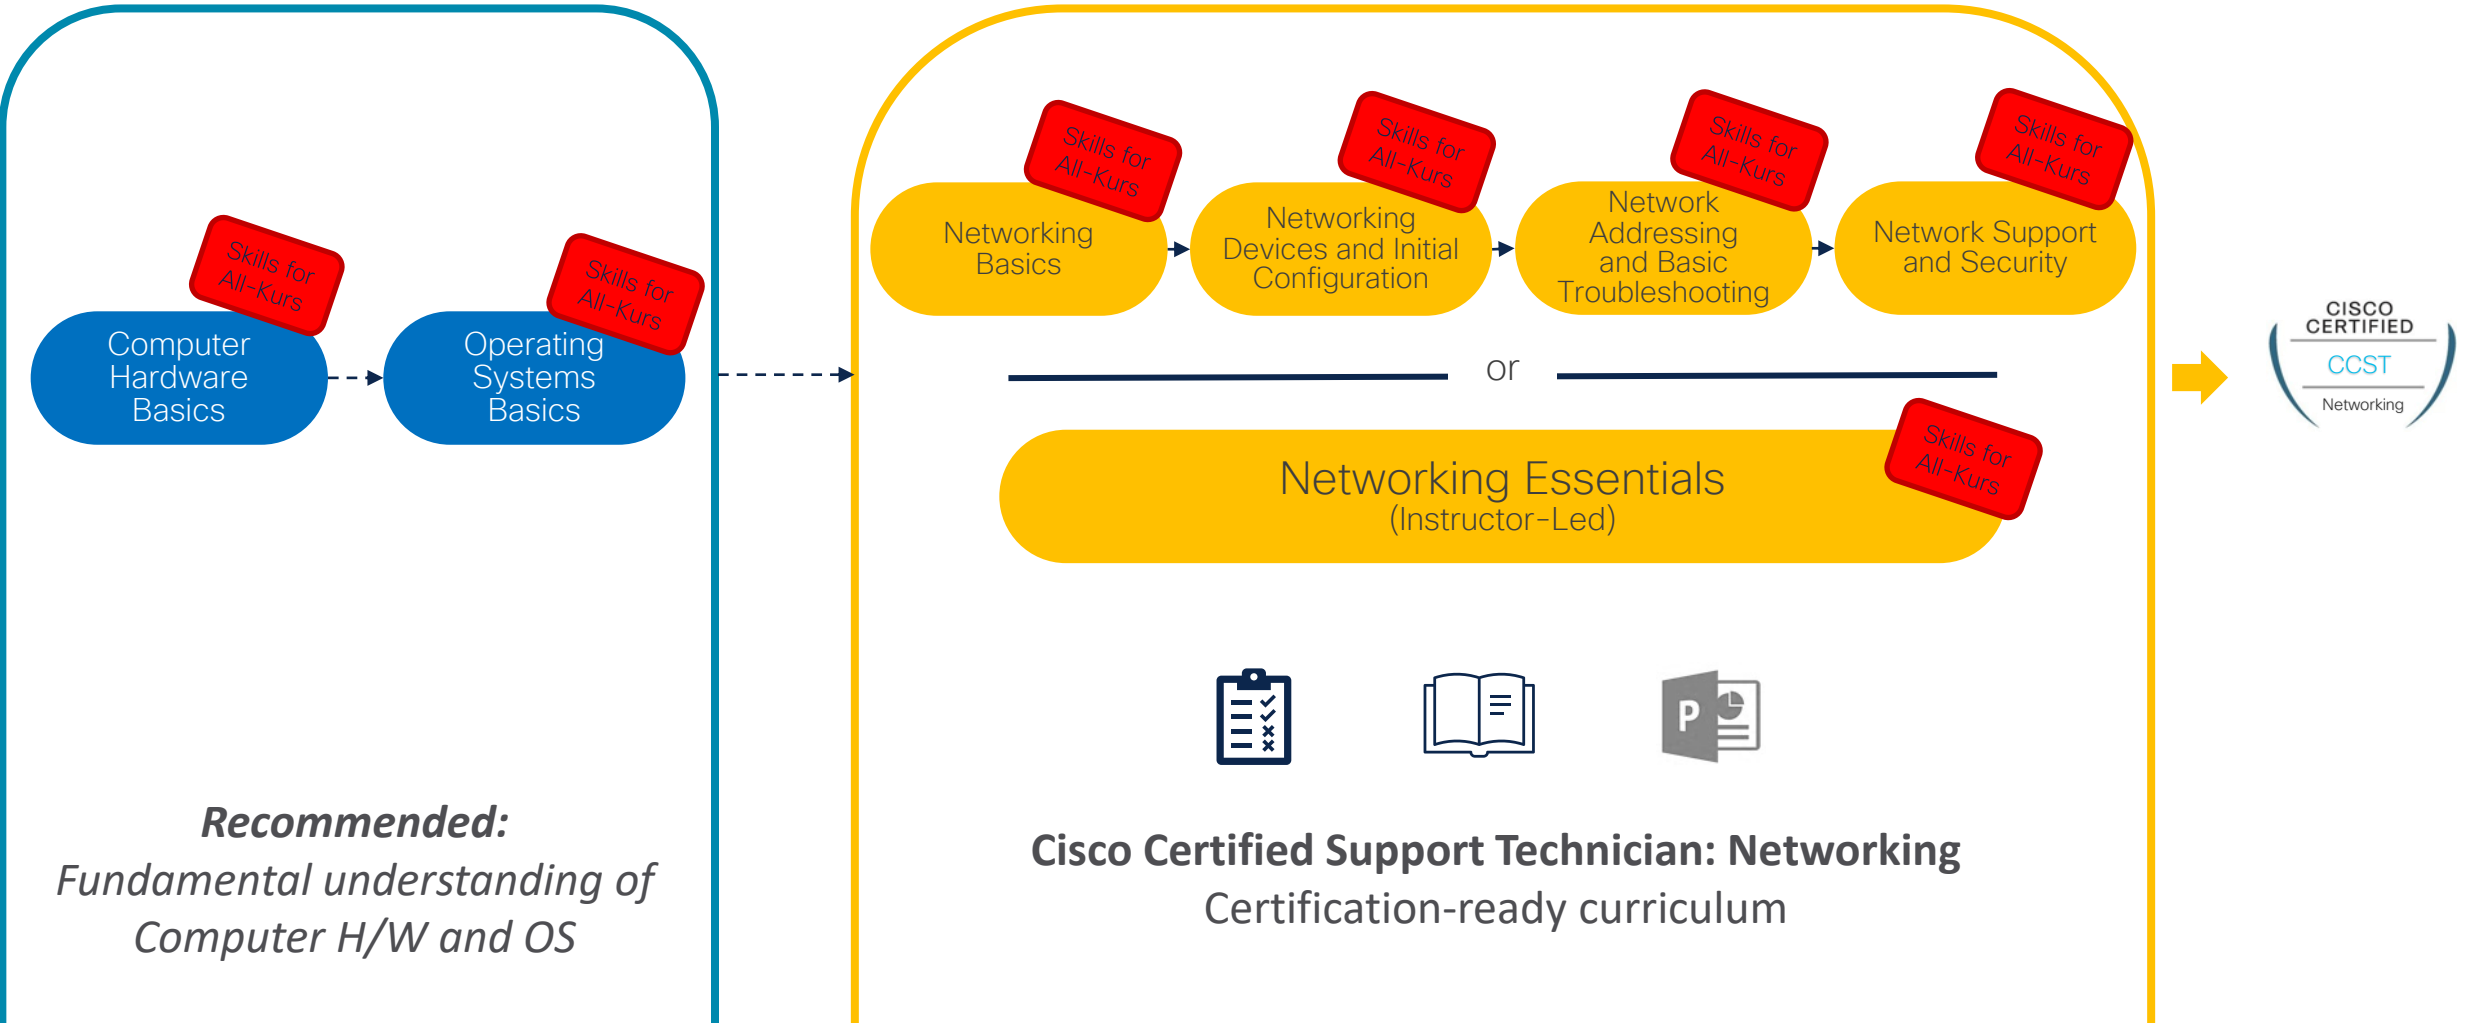 Skills for
All-Kurs
Computer
Hardware
Basics
Skills for
All-Kurs
Operating
Systems
Basics
Recommended:
Fundamental understanding of
Computer H/W and OS
Skills for
All-Kurs
Networking
Basics
Skills for
All-Kurs
Networking
Devices and Initial
Configuration
Skills for
All-Kurs
Network
Addressing
and Basic
Troubleshooting
Skills for
All-Kurs
Network Support
and Security
or
Skills for
All-Kurs
Networking Essentials
(Instructor-Led)
P
Cisco Certified Support Technician: Networking
Certification-ready curriculum
CISCO
CERTIFIED
CCST
Networking